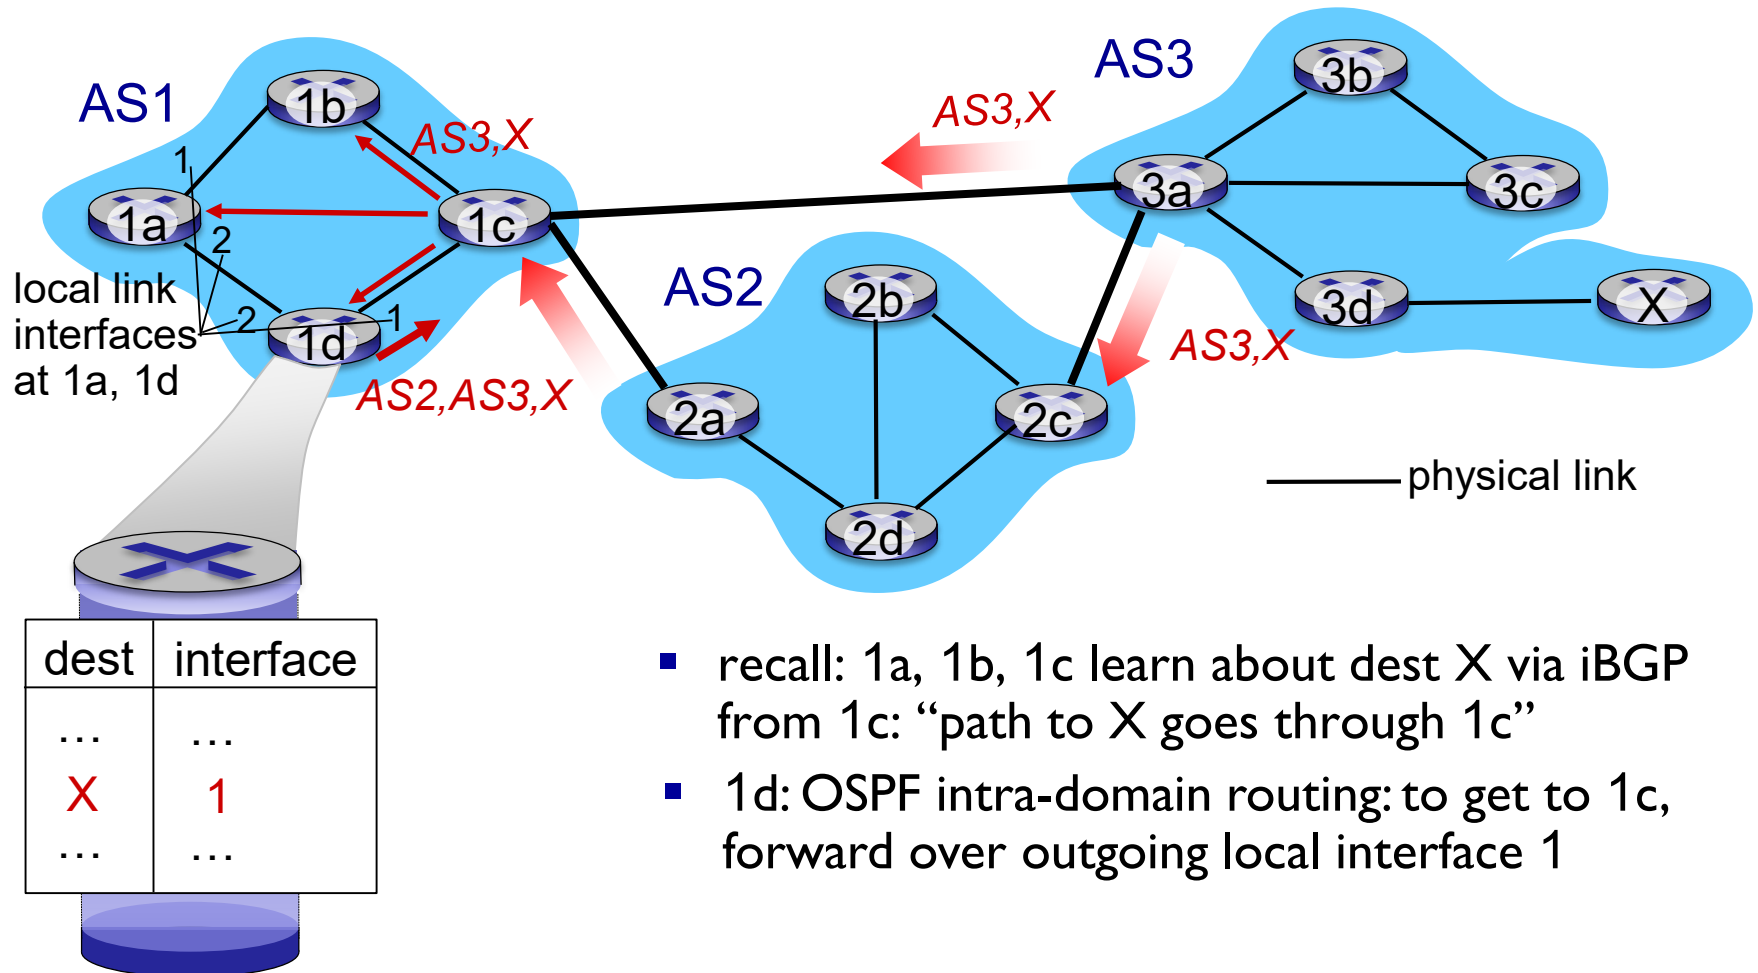 AS3
3b
AS1
1b
AS3,X
AS3,X
1
3a
3c
1a
1c
2
AS2
local link
interfaces
at 1a, 1d
2
1
1d
2b
3d
X
AS3,X
AS2,AS3,X
2a
2c
physical link
2d
dest interface
... ...
X 1
... ...
▪ recall: 1a, 1b, 1c learn about dest X via iBGP
from 1c: “path to X goes through 1c”
▪ 1d: OSPF intra-domain routing: to get to 1c,
forward over outgoing local interface 1